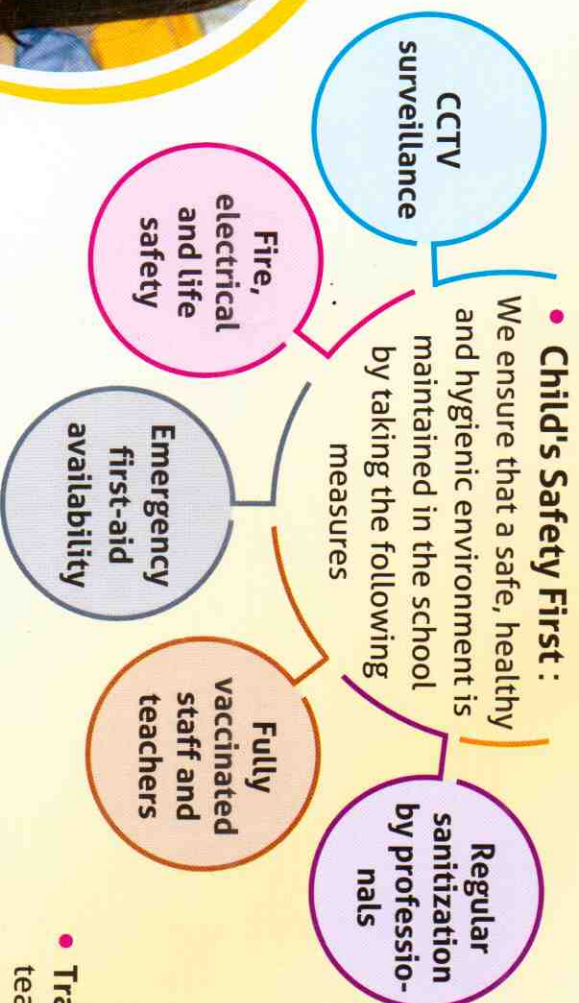 • Child's Safety First :
We ensure that a safe, healthy
and hygienic environment is
maintained in the school
by taking the following
measures
CCTV
surveillance
Fire,
electrical
and life
safety
Emergency
first-aid
availability
Fully
vaccinated
staff and
teachers
Regular
sanitization
by professio-
nals